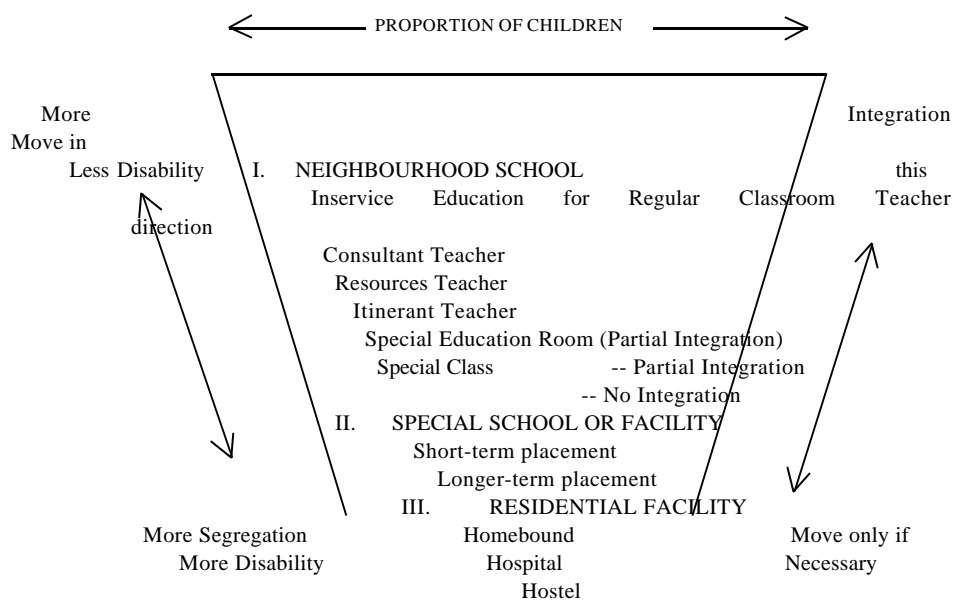 PROPORTION OF CHILDREN
More Integration
Move in
Less Disability I. NEIGHBOURHOOD SCHOOL this
Inservice Education for Regular Classroom Teacher
direction
Consultant Teacher
Resources Teacher
Itinerant Teacher
Special Education Room (Partial Integration)
Special Class -- Partial Integration
-- No Integration
II. SPECIAL SCHOOL OR FACILITY
Short-term placement
Longer-term placement
III. RESIDENTIAL FACILITY
More Segregation Homebound Move only if
More Disability Hospital Necessary
Hostel